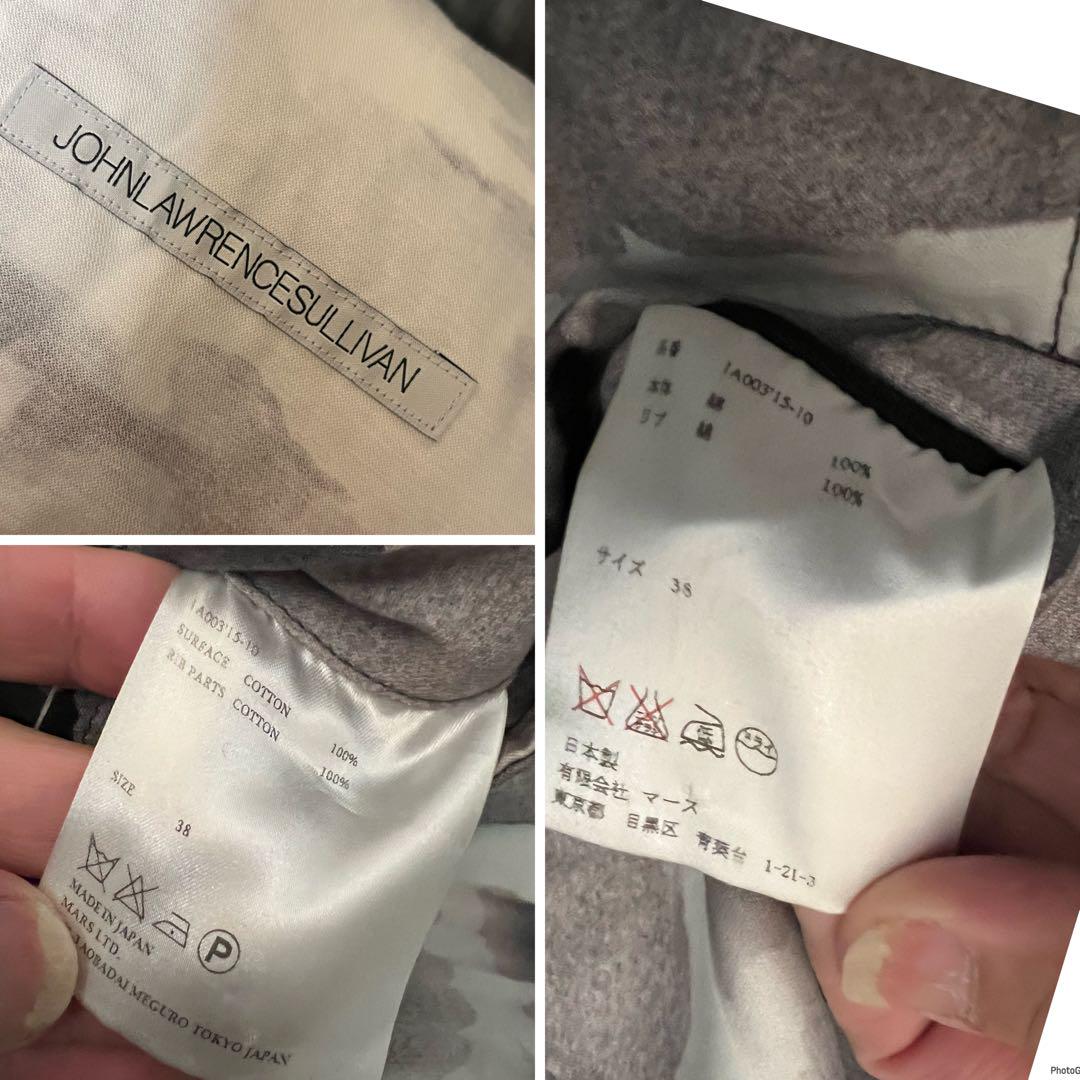 JOHNLAWRENCESULLIVAN
1A003'15-10
SURFACE COTTON 100%
RIB PARTS COTTON 100%
SIZE 38
P
MADE IN JAPAN
MARS LTD.
MEGURO TOKYO JAPAN
品番 1A003'15-10
本体 綿 100%
リブ 綿 100%
サイズ 38
ドライ
日本製
有限会社 マース
東京都 目黒区 青葉台 1-21-3